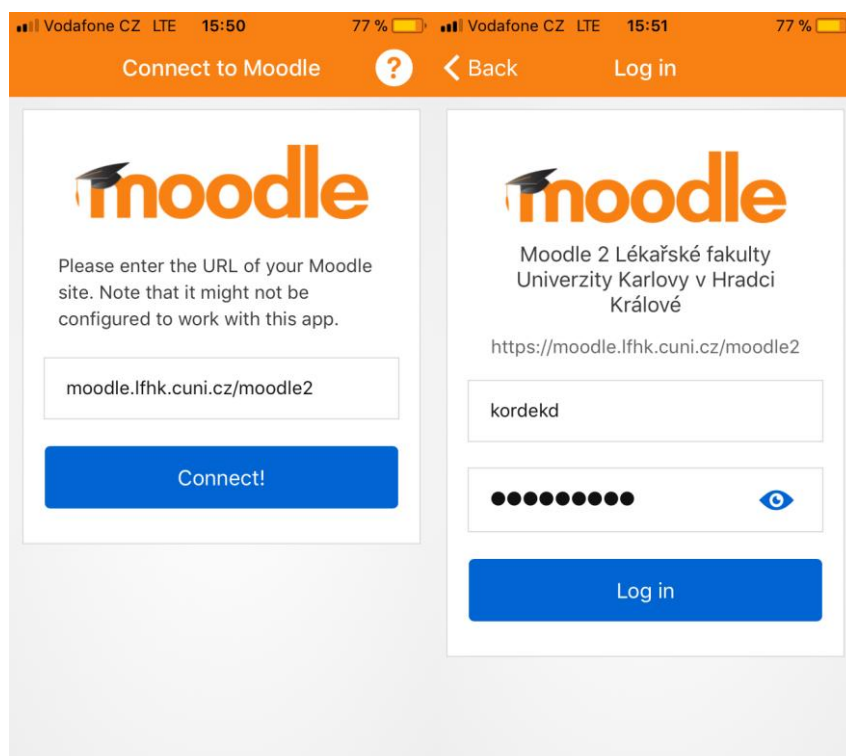 Vodafone CZ LTE 15:50 77 %
Connect to Moodle ?
moodle
Please enter the URL of your Moodle
site. Note that it might not be
configured to work with this app.
moodle.lfhk.cuni.cz/moodle2
Connect!
Vodafone CZ LTE 15:51 77 %
Back Log in
moodle
Moodle 2 Lékařské fakulty
Univerzity Karlovy v Hradci
Králové
https://moodle.lfhk.cuni.cz/moodle2
kordekd
●●●●●●●●●
Log in